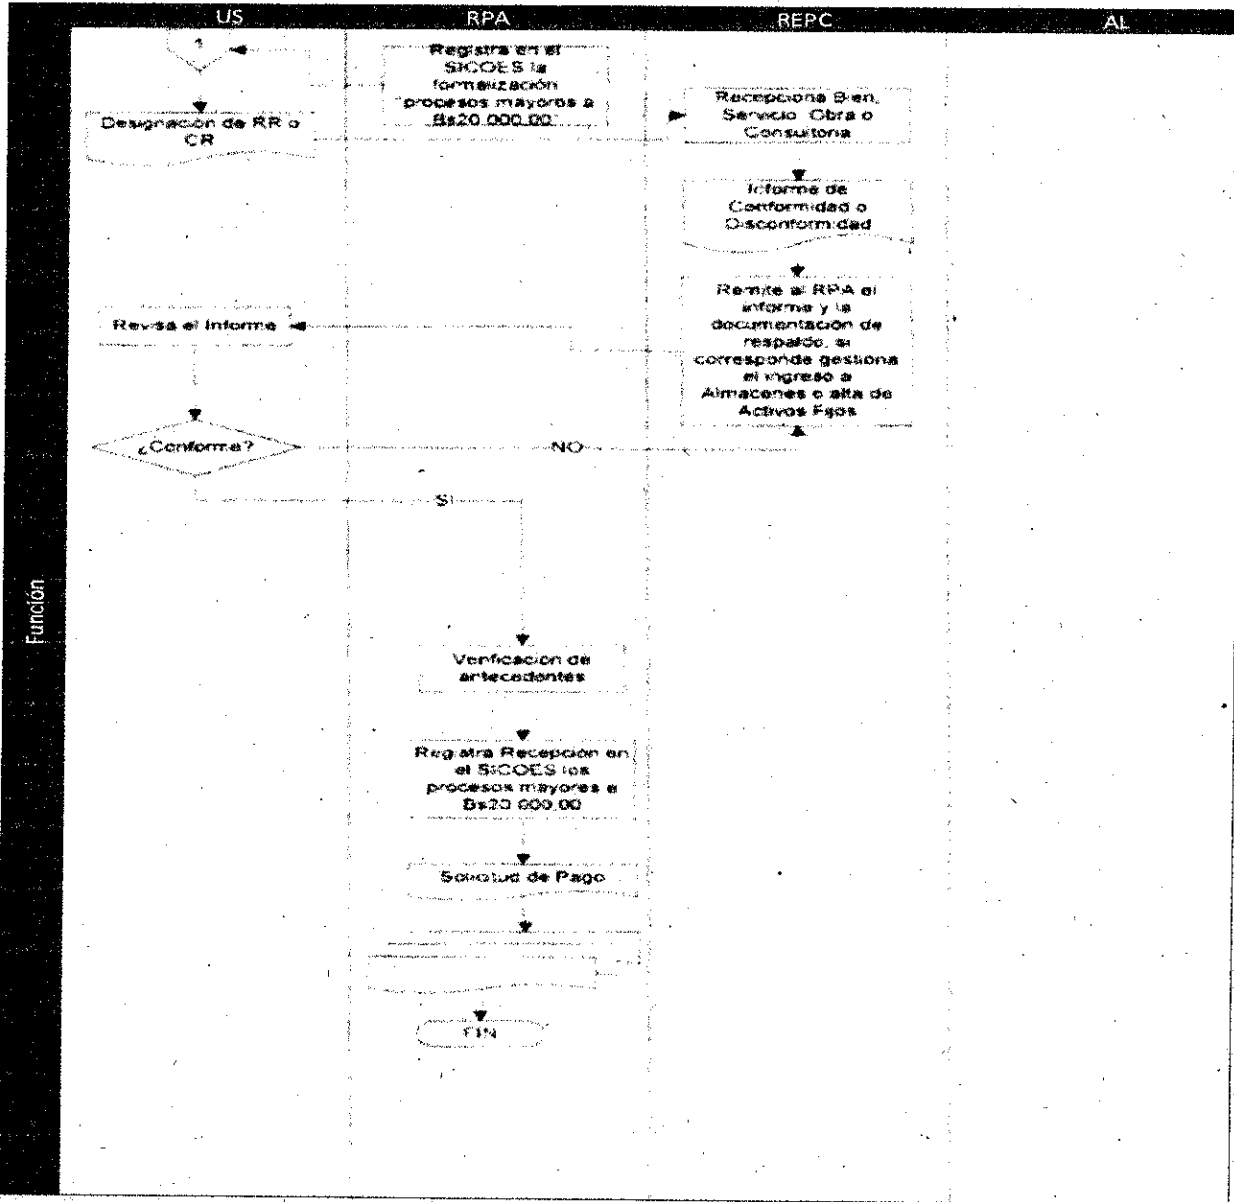 US
RPA
REPC
AL
Función
1
Registra en el
SICOES la
formalización
procesos mayores a
Bs20.000,00
Designación de RR o
CR
Recepciona Bien,
Servicio, Obra o
Consultoria
Informe de
Conformidad o
Disconformidad
Remite al RPA el
informe y la
documentación de
respaldo, si
corresponde gestiona
el ingreso a
Almacenes o alta de
Activos Fijos
Revisa el Informe
¿Conforme?
NO
SI
Verificación de
antecedentes
Registra Recepción en
el SICOES los
procesos mayores a
Bs20.000,00
Solicitud de Pago
FIN